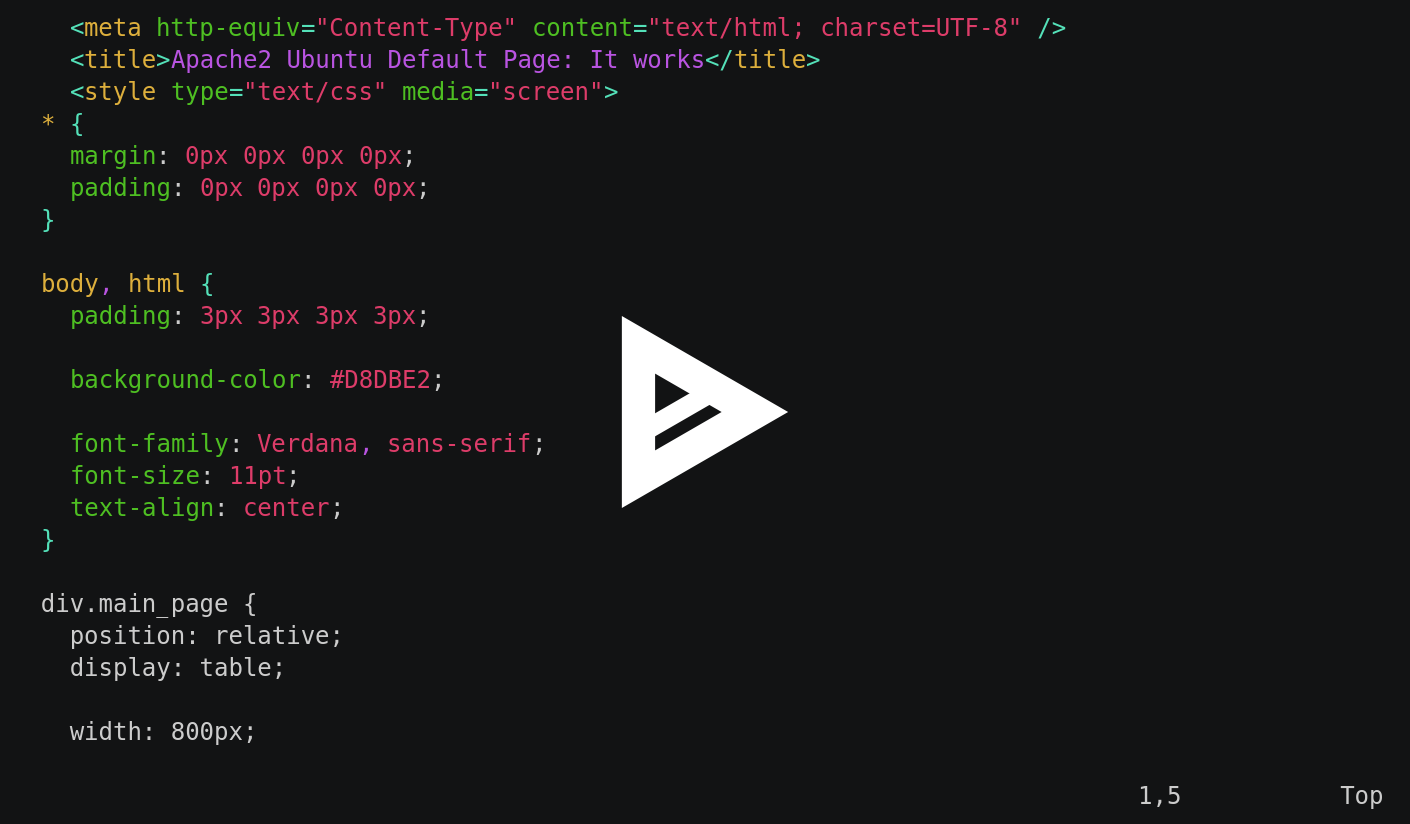 <meta http-equiv="Content-Type" content="text/html; charset=UTF-8" />
<title>Apache2 Ubuntu Default Page: It works</title>
<style type="text/css" media="screen">
* {
margin: 0px 0px 0px 0px;
padding: 0px 0px 0px 0px;
}
body, html {
padding: 3px 3px 3px 3px;
background-color: #D8DBE2;
font-family: Verdana, sans-serif;
font-size: 11pt;
text-align: center;
}
div.main_page {
position: relative;
display: table;
width: 800px;
1,5 Top